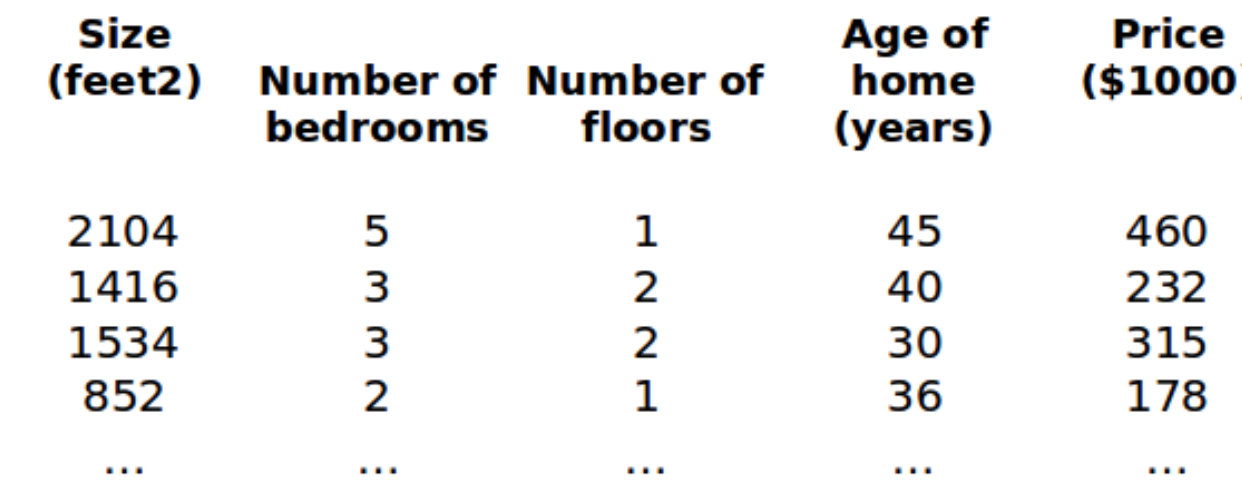 Size Age of Price
(feet2) Number of Number of home ($1000)
bedrooms floors (years)
2104 5 1 45 460
1416 3 2 40 232
1534 3 2 30 315
852 2 1 36 178
... ... ... ... ...